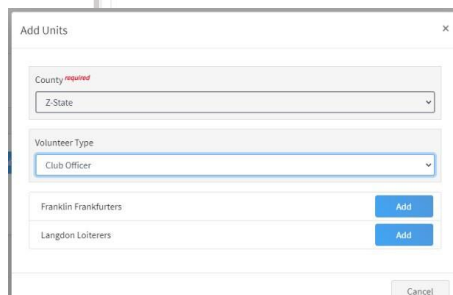 Add Units
×
County required
Z-State
Volunteer Type
Club Officer
Franklin Frankfurters Add
Langdon Loiterers Add
Cancel